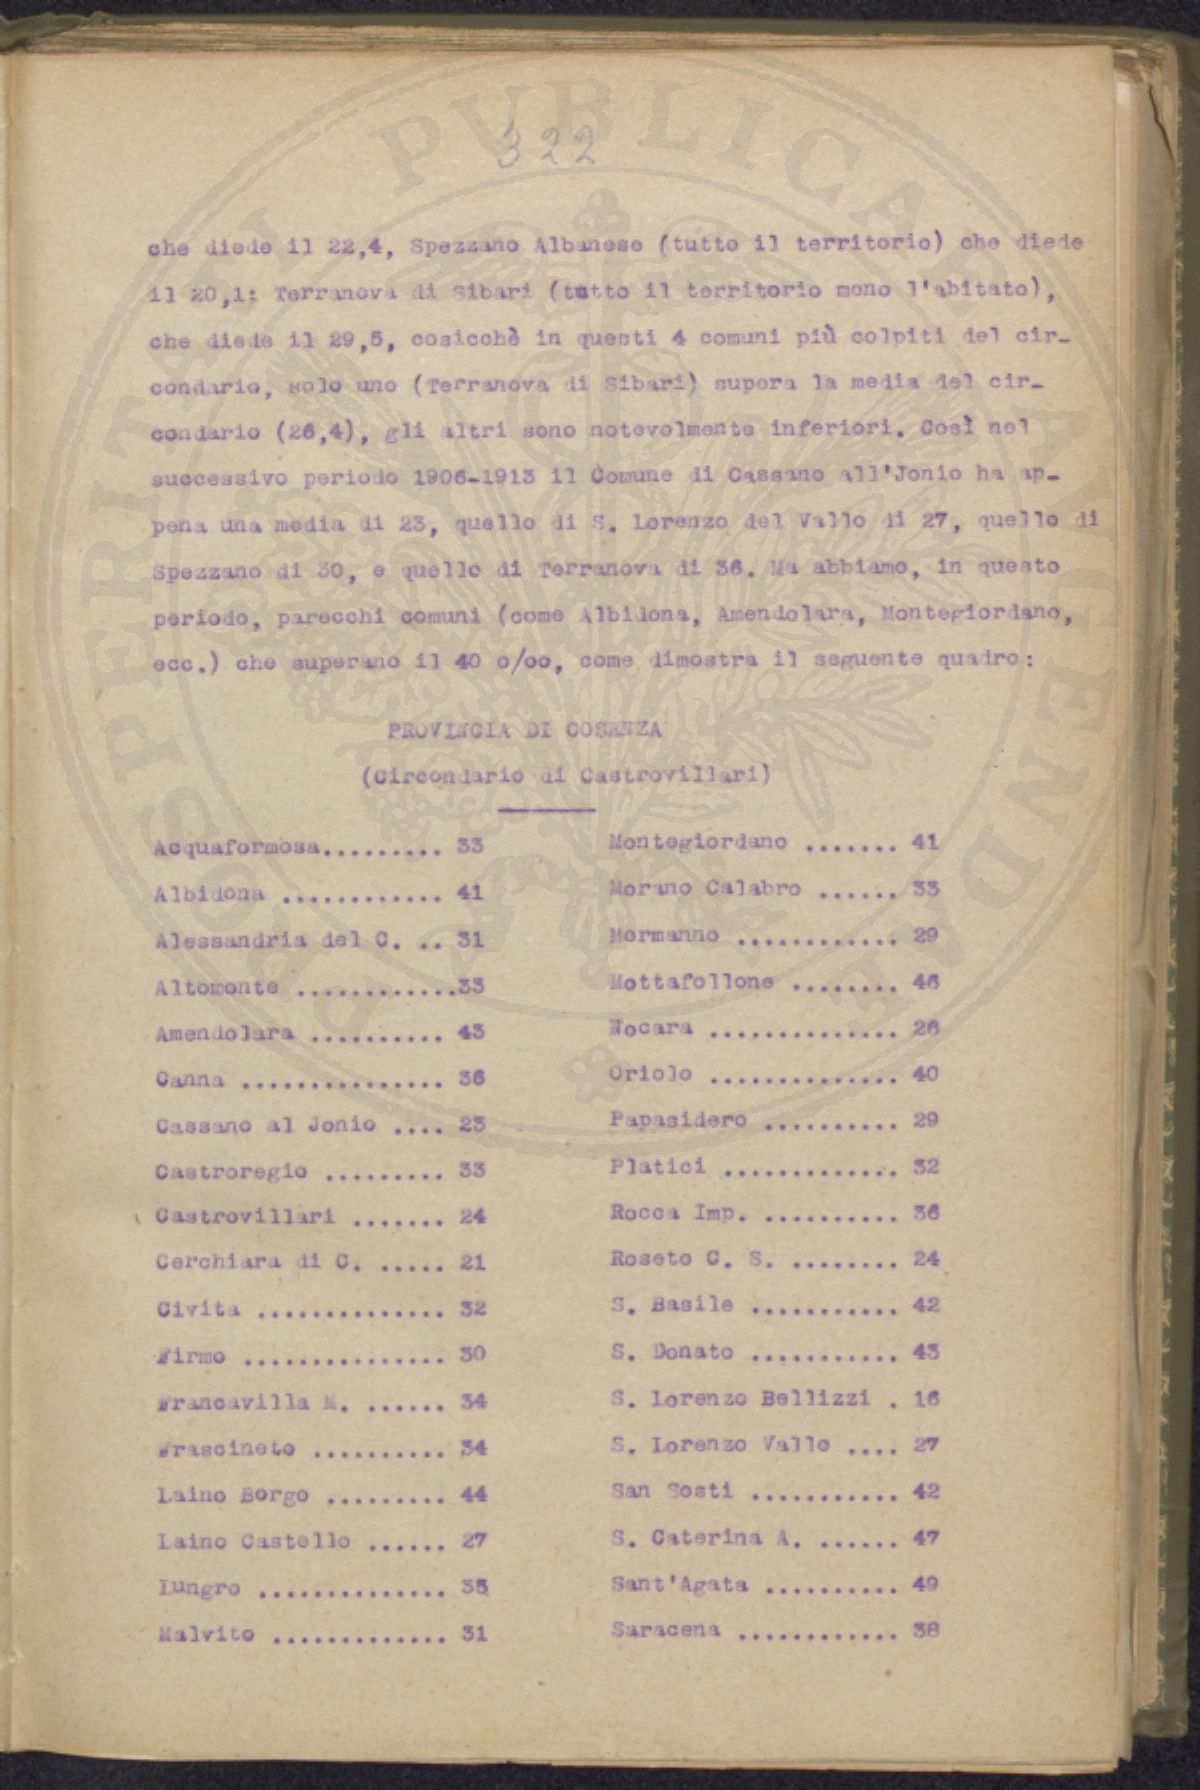 322
che diede il 22,4, Spezzano Albanese (tutto il territorio) che diede
il 20,1; Terranova di Sibari (tutto il territorio meno l'abitato),
che diede il 29,5, cosicchè in questi 4 comuni più colpiti del cir-
condario, solo uno (Terranova di Sibari) supera la media del cir-
condario (26,4), gli altri sono notevolmente inferiori. Così nel
successivo periodo 1906-1913 il Comune di Cassano all'Jonio ha ap-
pena una media di 23, quello di S. Lorenzo del Vallo di 27, quello di
Spezzano di 30, e quello di Terranova di 36. Ma abbiamo, in questo
periodo, parecchi comuni (come Albidona, Amendolara, Montegiordano,
ecc.) che superano il 40 o/oo, come dimostra il seguente quadro:
PROVINCIA DI COSENZA
(Circondario di Castrovillari)
Acquaformosa......... 33
Albidona ............ 41
Alessandria del C. .. 31
Altomonte ............33
Amendolara .......... 43
Canna ............... 36
Cassano al Jonio .... 23
Castroregio ......... 33
Castrovillari ....... 24
Cerchiara di C. ..... 21
Civita .............. 32
Firmo ............... 30
Francavilla M. ...... 34
Frascineto .......... 34
Laino Borgo ......... 44
Laino Castello ...... 27
Lungro .............. 35
Malvito ............. 31
Montegiordano ....... 41
Morano Calabro ...... 33
Mormanno ............ 29
Mottafollone ........ 46
Nocara .............. 26
Oriolo .............. 40
Papasidero .......... 29
Platici ............. 32
Rocca Imp. .......... 36
Roseto C. S. ........ 24
S. Basile ........... 42
S. Donato ........... 43
S. Lorenzo Bellizzi . 16
S. Lorenzo Vallo .... 27
San Sosti ........... 42
S. Caterina A. ...... 47
Sant'Agata .......... 49
Saracena ............ 38